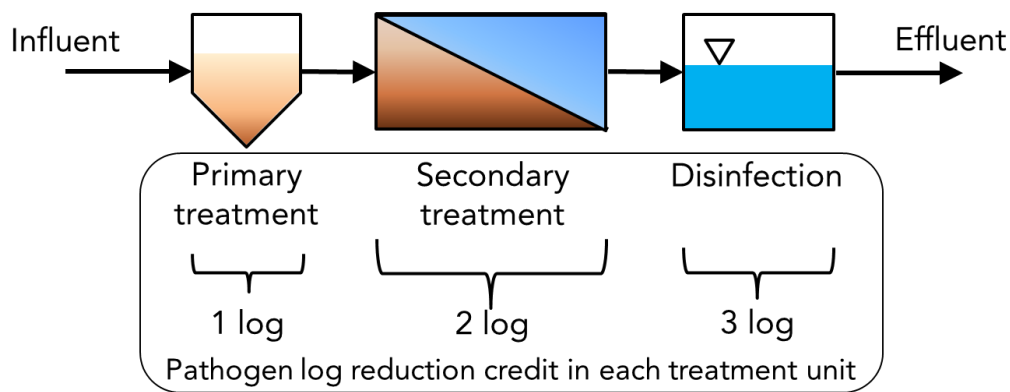 Influent
Effluent
Primary
treatment
Secondary
treatment
Disinfection
1 log
2 log
3 log
Pathogen log reduction credit in each treatment unit